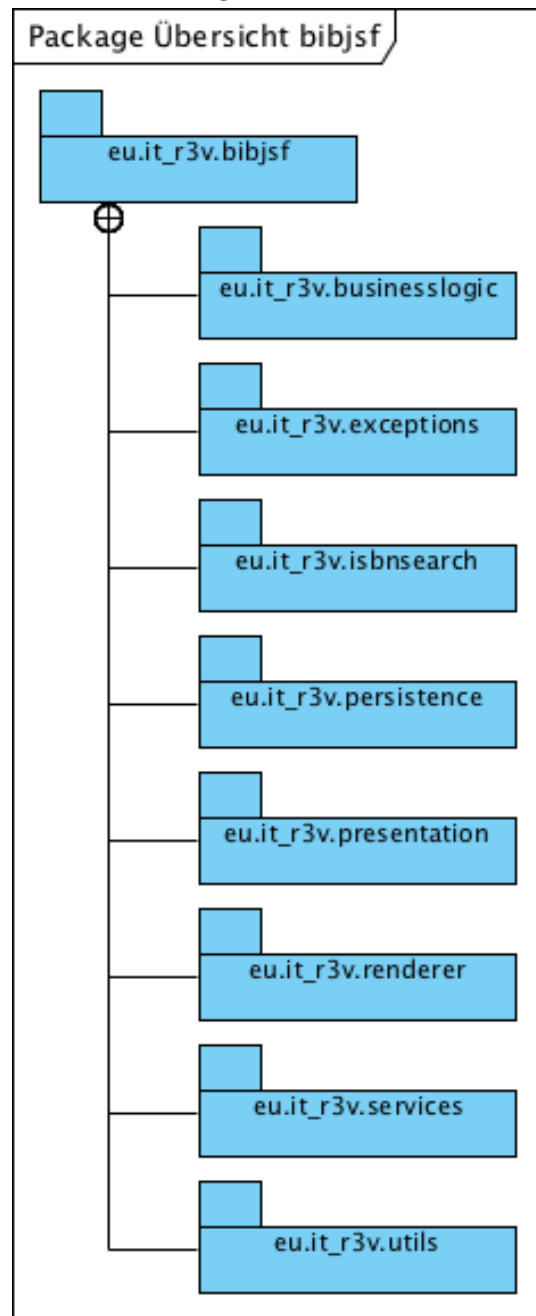 Package Übersicht bibjsf
eu.it_r3v.bibjsf
eu.it_r3v.businesslogic
eu.it_r3v.exceptions
eu.it_r3v.isbnsearch
eu.it_r3v.persistence
eu.it_r3v.presentation
eu.it_r3v.renderer
eu.it_r3v.services
eu.it_r3v.utils